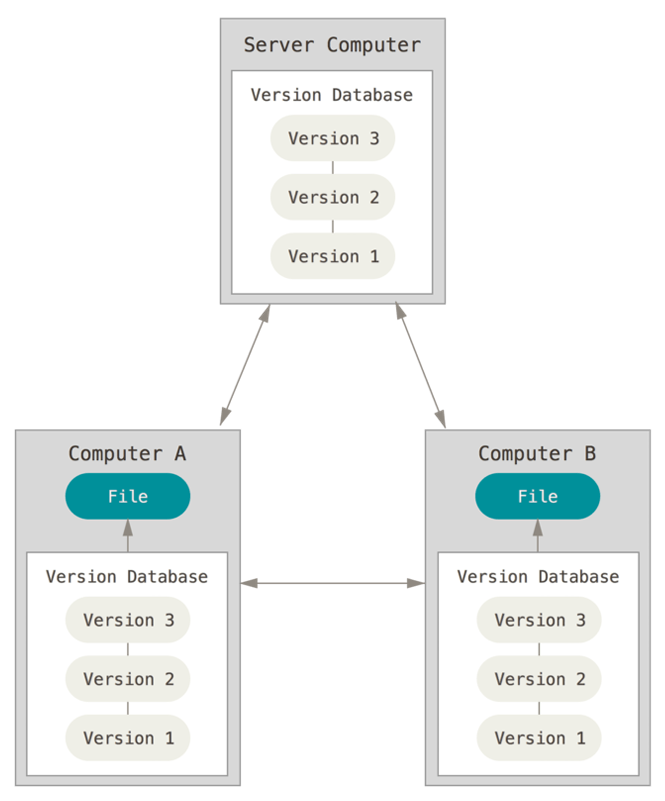 Server Computer
Version Database
Version 3
Version 2
Version 1
Computer A
File
Version Database
Version 3
Version 2
Version 1
Computer B
File
Version Database
Version 3
Version 2
Version 1